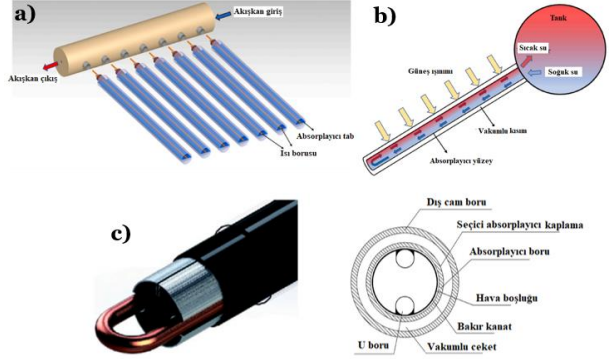 a)
Akışkan giriş
Akışkan çıkış
Absorplayıcı tab
Isı borusu
b)
Tank
Sıcak su
Soğuk su
Güneş ışınımı
Vakumlu kısım
Absorplayıcı yüzey
c)
Dış cam boru
Seçici absorplayıcı kaplama
Absorplayıcı boru
Hava boşluğu
Bakır kanat
U boru
Vakumlu ceket